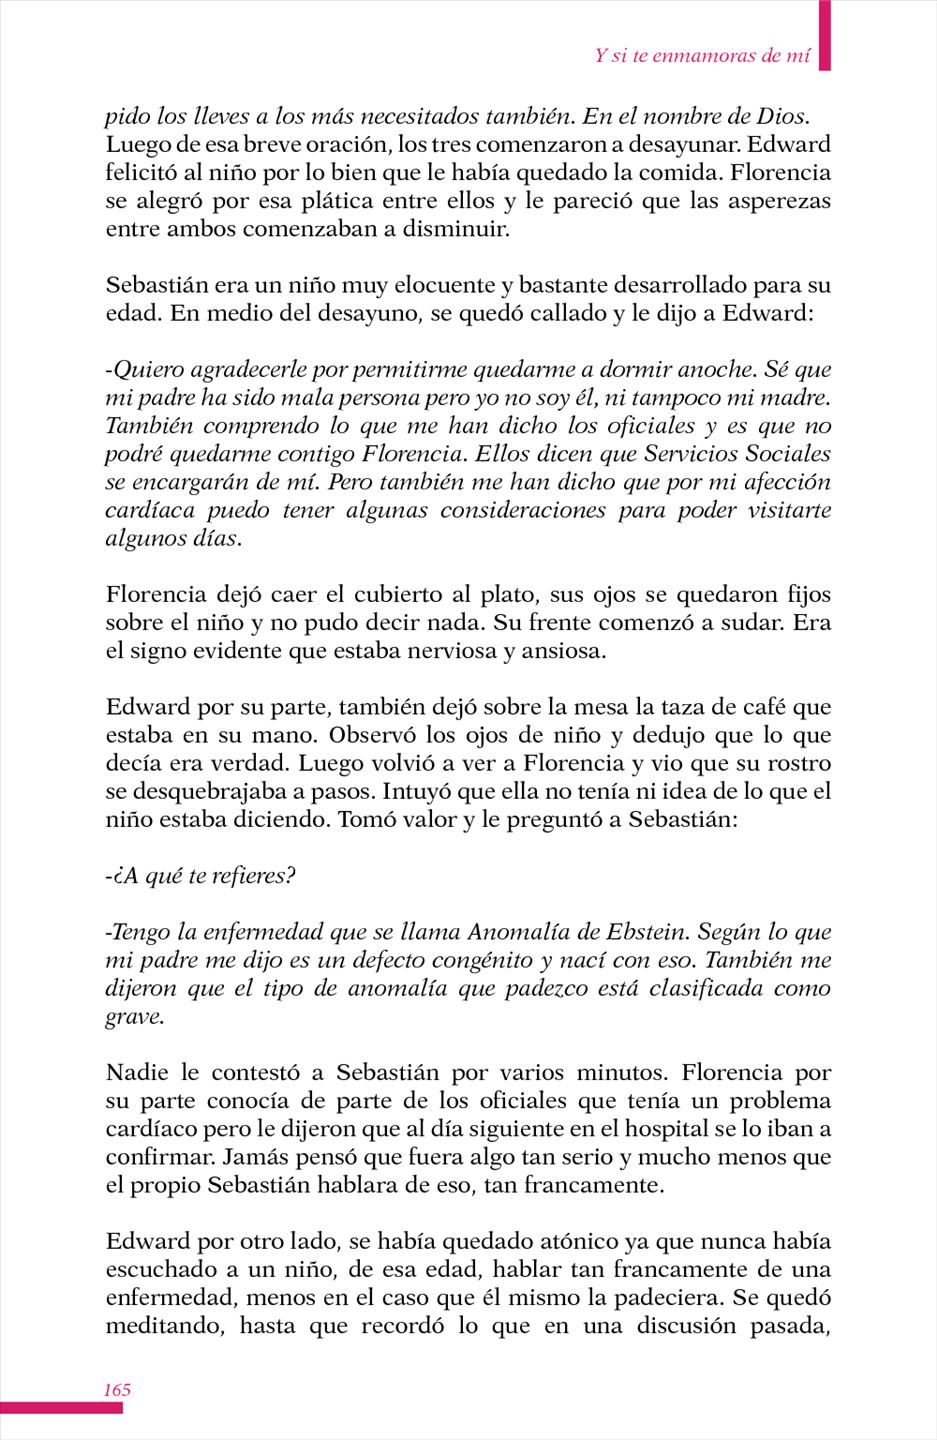 Y si te enmamoras de mí
pido los lleves a los más necesitados también. En el nombre de Dios.
Luego de esa breve oración, los tres comenzaron a desayunar. Edward
felicitó al niño por lo bien que le había quedado la comida. Florencia
se alegró por esa plática entre ellos y le pareció que las asperezas
entre ambos comenzaban a disminuir.
Sebastián era un niño muy elocuente y bastante desarrollado para su
edad. En medio del desayuno, se quedó callado y le dijo a Edward:
-Quiero agradecerle por permitirme quedarme a dormir anoche. Sé que
mi padre ha sido mala persona pero yo no soy él, ni tampoco mi madre.
También comprendo lo que me han dicho los oficiales y es que no
podré quedarme contigo Florencia. Ellos dicen que Servicios Sociales
se encargarán de mí. Pero también me han dicho que por mi afección
cardíaca puedo tener algunas consideraciones para poder visitarte
algunos días.
Florencia dejó caer el cubierto al plato, sus ojos se quedaron fijos
sobre el niño y no pudo decir nada. Su frente comenzó a sudar. Era
el signo evidente que estaba nerviosa y ansiosa.
Edward por su parte, también dejó sobre la mesa la taza de café que
estaba en su mano. Observó los ojos de niño y dedujo que lo que
decía era verdad. Luego volvió a ver a Florencia y vio que su rostro
se desquebrajaba a pasos. Intuyó que ella no tenía ni idea de lo que el
niño estaba diciendo. Tomó valor y le preguntó a Sebastián:
-¿A qué te refieres?
-Tengo la enfermedad que se llama Anomalía de Ebstein. Según lo que
mi padre me dijo es un defecto congénito y nací con eso. También me
dijeron que el tipo de anomalía que padezco está clasificada como
grave.
Nadie le contestó a Sebastián por varios minutos. Florencia por
su parte conocía de parte de los oficiales que tenía un problema
cardíaco pero le dijeron que al día siguiente en el hospital se lo iban a
confirmar. Jamás pensó que fuera algo tan serio y mucho menos que
el propio Sebastián hablara de eso, tan francamente.
Edward por otro lado, se había quedado atónico ya que nunca había
escuchado a un niño, de esa edad, hablar tan francamente de una
enfermedad, menos en el caso que él mismo la padeciera. Se quedó
meditando, hasta que recordó lo que en una discusión pasada,
165